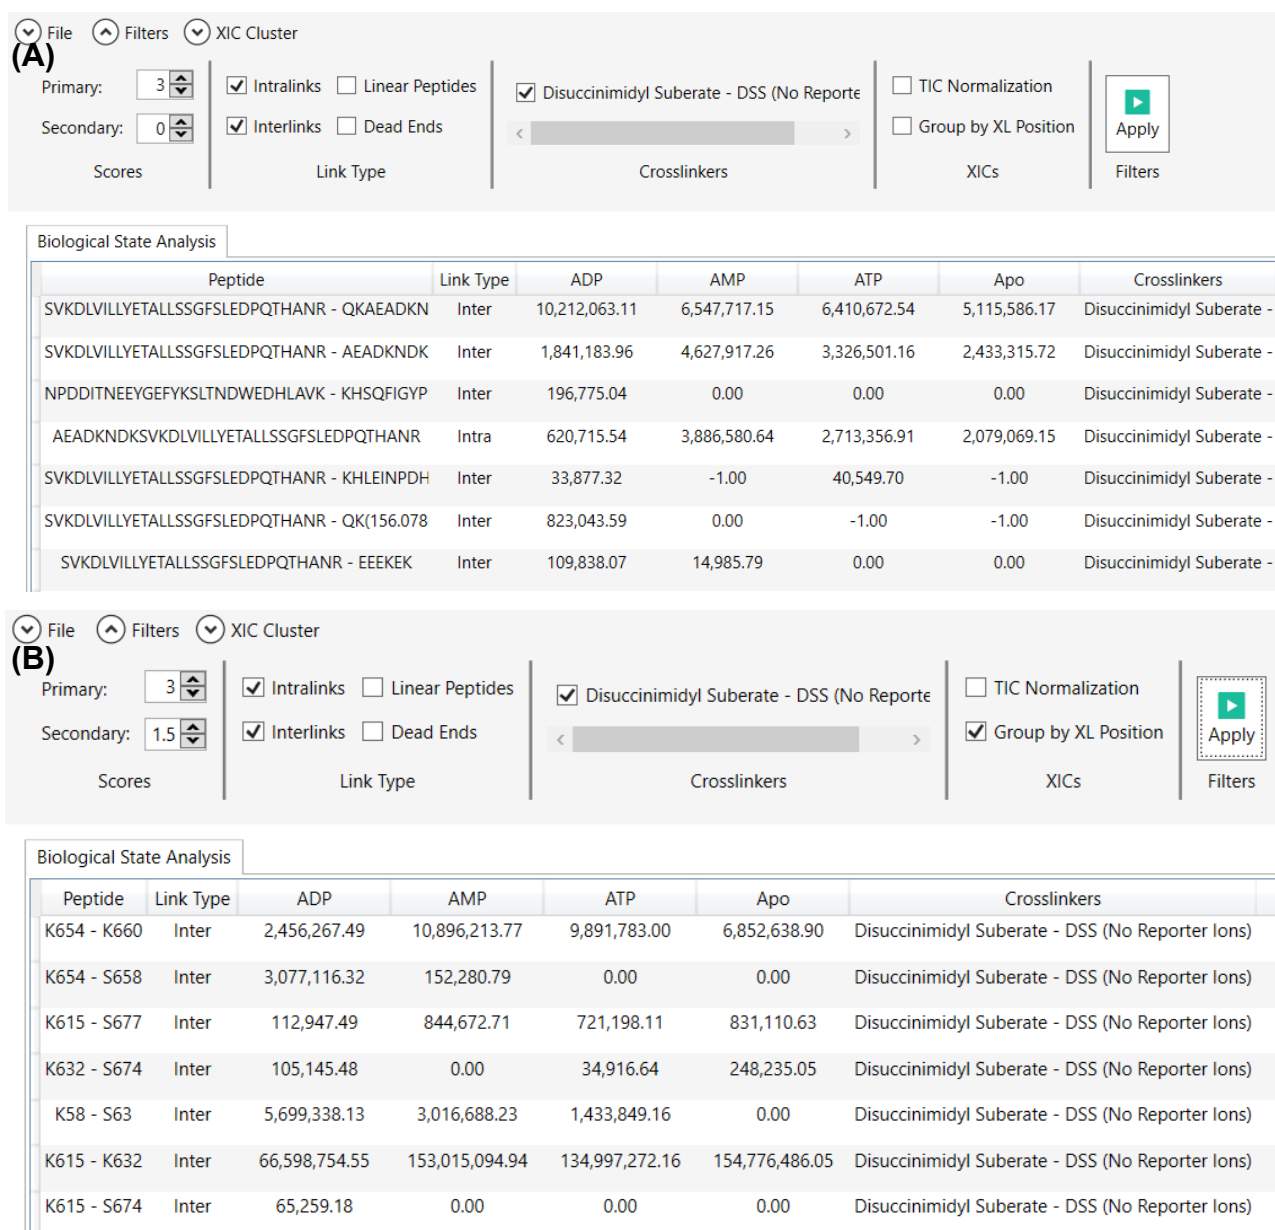 File Filters XIC Cluster
(A)
Primary: 3 Intralinks Linear Peptides Disuccinimidyl Suberate - DSS (No Reporte TIC Normalization
Secondary: 0 Interlinks Dead Ends Group by XL Position Apply
Scores Link Type Crosslinkers XICs Filters
Biological State Analysis
Peptide Link Type ADP AMP ATP Apo Crosslinkers
SVKDLVILLYETALLSSGFSLEDPQTHANR - QKAEADKN Inter 10,212,063.11 6,547,717.15 6,410,672.54 5,115,586.17 Disuccinimidyl Suberate -
SVKDLVILLYETALLSSGFSLEDPQTHANR - AEADKNDK Inter 1,841,183.96 4,627,917.26 3,326,501.16 2,433,315.72 Disuccinimidyl Suberate -
NPDDITNEEYGEFYKSLTNDWEDHLAVK - KHSQFIGYP Inter 196,775.04 0.00 0.00 0.00 Disuccinimidyl Suberate -
AEADKNDKSVKDLVILLYETALLSSGFSLEDPQTHANR Intra 620,715.54 3,886,580.64 2,713,356.91 2,079,069.15 Disuccinimidyl Suberate -
SVKDLVILLYETALLSSGFSLEDPQTHANR - KHLEINPDH Inter 33,877.32 -1.00 40,549.70 -1.00 Disuccinimidyl Suberate -
SVKDLVILLYETALLSSGFSLEDPQTHANR - QK(156.078 Inter 823,043.59 0.00 -1.00 -1.00 Disuccinimidyl Suberate -
SVKDLVILLYETALLSSGFSLEDPQTHANR - EEEKEK Inter 109,838.07 14,985.79 0.00 0.00 Disuccinimidyl Suberate -
File Filters XIC Cluster
(B)
Primary: 3 Intralinks Linear Peptides Disuccinimidyl Suberate - DSS (No Reporte TIC Normalization
Secondary: 1.5 Interlinks Dead Ends Group by XL Position Apply
Scores Link Type Crosslinkers XICs Filters
Biological State Analysis
Peptide Link Type ADP AMP ATP Apo Crosslinkers
K654 - K660 Inter 2,456,267.49 10,896,213.77 9,891,783.00 6,852,638.90 Disuccinimidyl Suberate - DSS (No Reporter Ions)
K654 - S658 Inter 3,077,116.32 152,280.79 0.00 0.00 Disuccinimidyl Suberate - DSS (No Reporter Ions)
K615 - S677 Inter 112,947.49 844,672.71 721,198.11 831,110.63 Disuccinimidyl Suberate - DSS (No Reporter Ions)
K632 - S674 Inter 105,145.48 0.00 34,916.64 248,235.05 Disuccinimidyl Suberate - DSS (No Reporter Ions)
K58 - S63 Inter 5,699,338.13 3,016,688.23 1,433,849.16 0.00 Disuccinimidyl Suberate - DSS (No Reporter Ions)
K615 - K632 Inter 66,598,754.55 153,015,094.94 134,997,272.16 154,776,486.05 Disuccinimidyl Suberate - DSS (No Reporter Ions)
K615 - S674 Inter 65,259.18 0.00 0.00 0.00 Disuccinimidyl Suberate - DSS (No Reporter Ions)